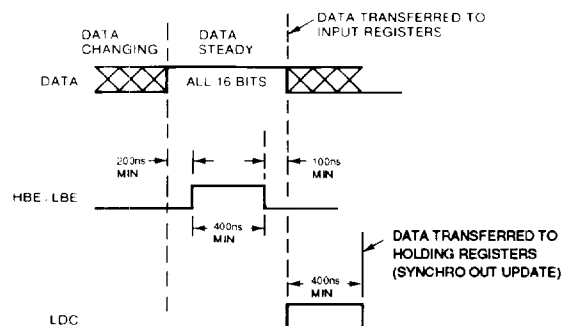 DATA TRANSFERRED TO
INPUT REGISTERS
DATA
CHANGING
DATA
STEADY
DATA
ALL 16 BITS
200ns
MIN
100ns
MIN
HBE / LBE
400ns
MIN
DATA TRANSFERRED TO
HOLDING REGISTERS
(SYNCHRO OUT UPDATE)
400ns
MIN
LDC